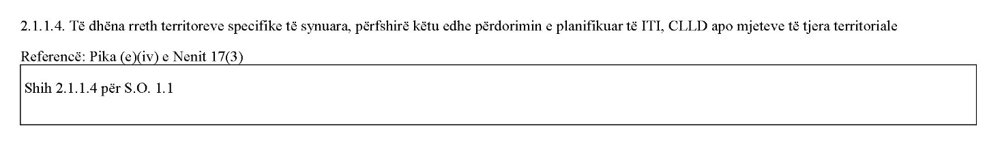 2.1.1.4. Të dhëna rreth territoreve specifike të synuara, përfshirë këtu edhe përdorimin e planifikuar të ITI, CLLD apo mjeteve të tjera territoriale
Referencë: Pika (e)(iv) e Nenit 17(3)
Shih 2.1.1.4 për S.O. 1.1